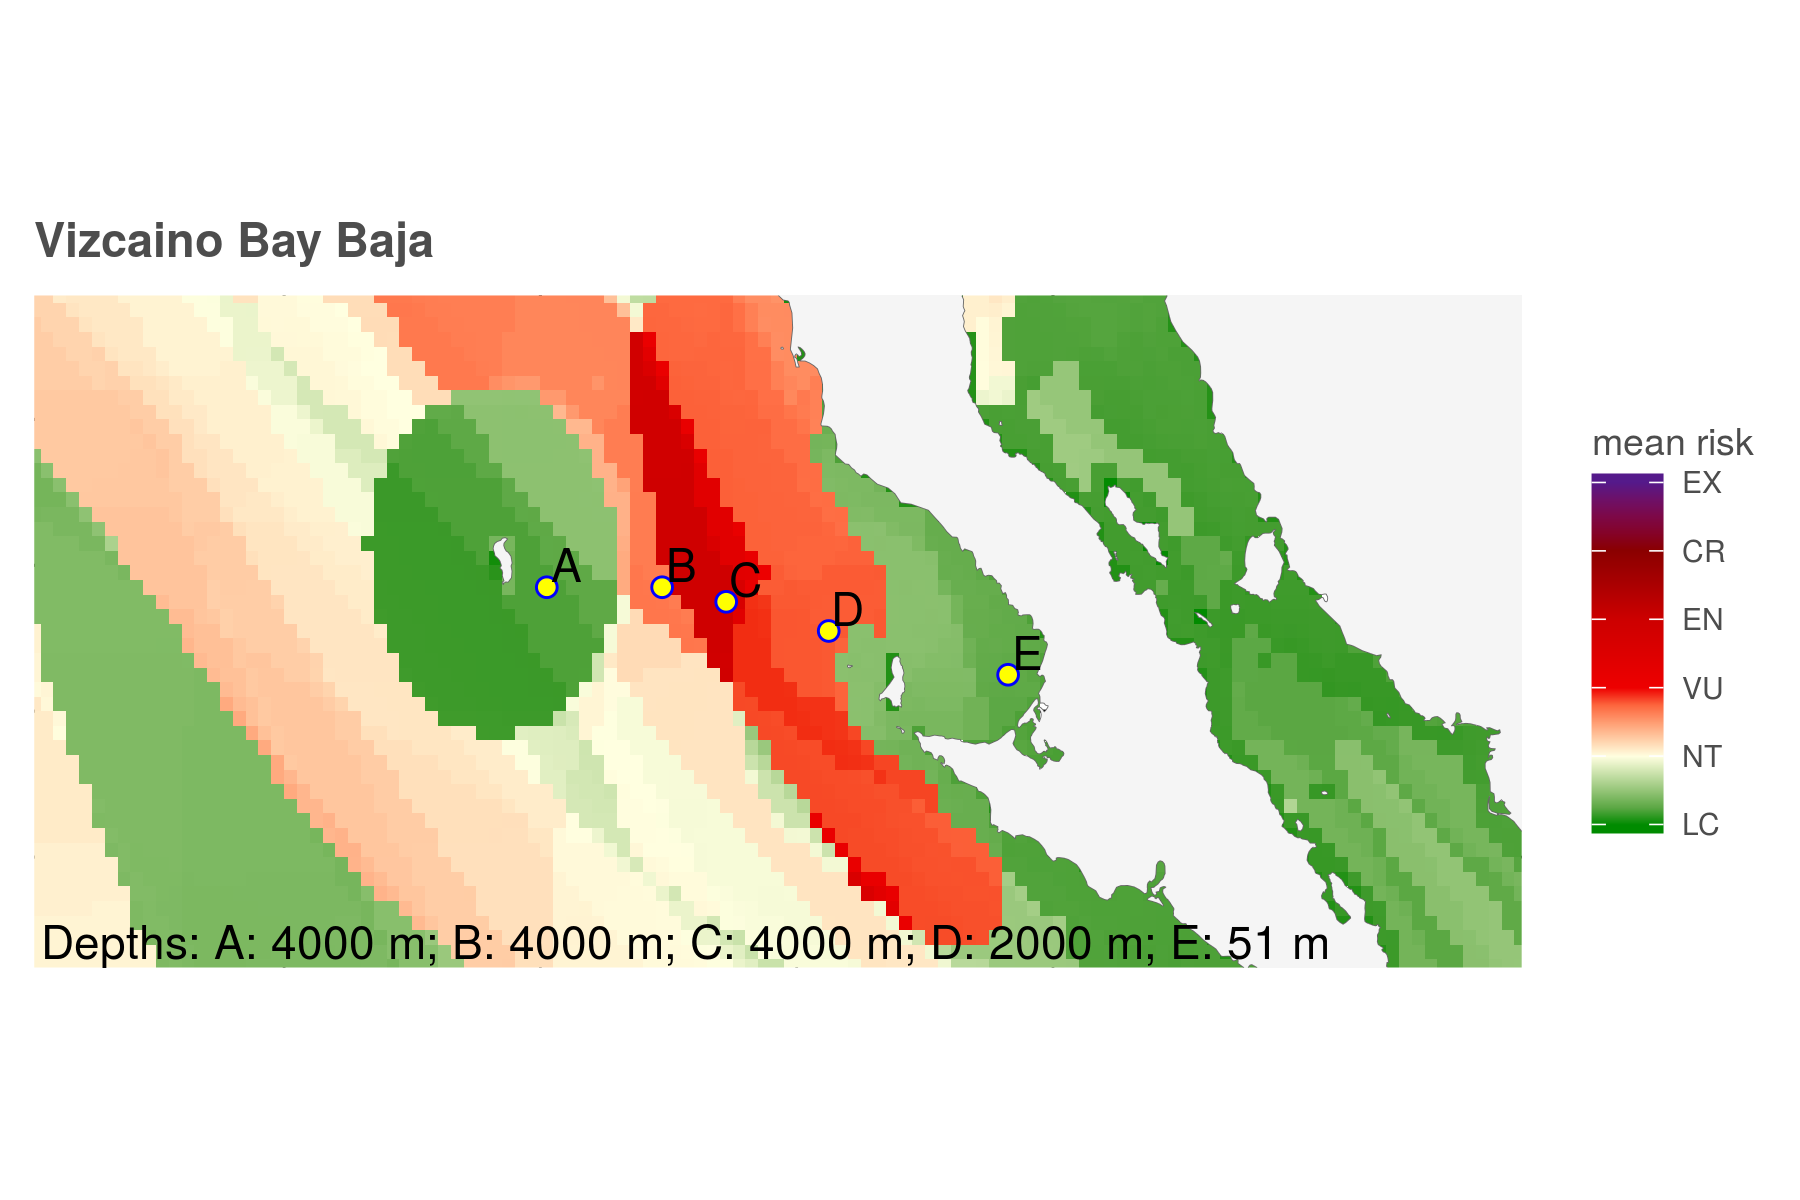 Vizcaino Bay Baja
A
B
C
D
E
Depths: A: 4000 m; B: 4000 m; C: 4000 m; D: 2000 m; E: 51 m
mean risk
EX
CR
EN
VU
NT
LC